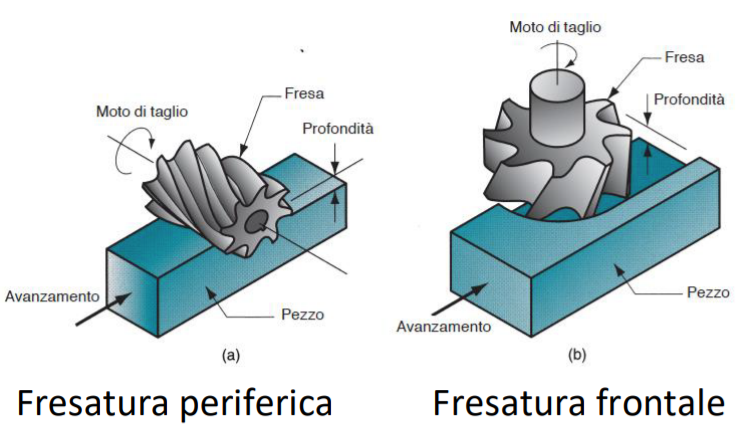 Moto di taglio
Fresa
Profondità
Avanzamento
Pezzo
(a)
Fresatura periferica
Moto di taglio
Fresa
Profondità
Avanzamento
Pezzo
(b)
Fresatura frontale